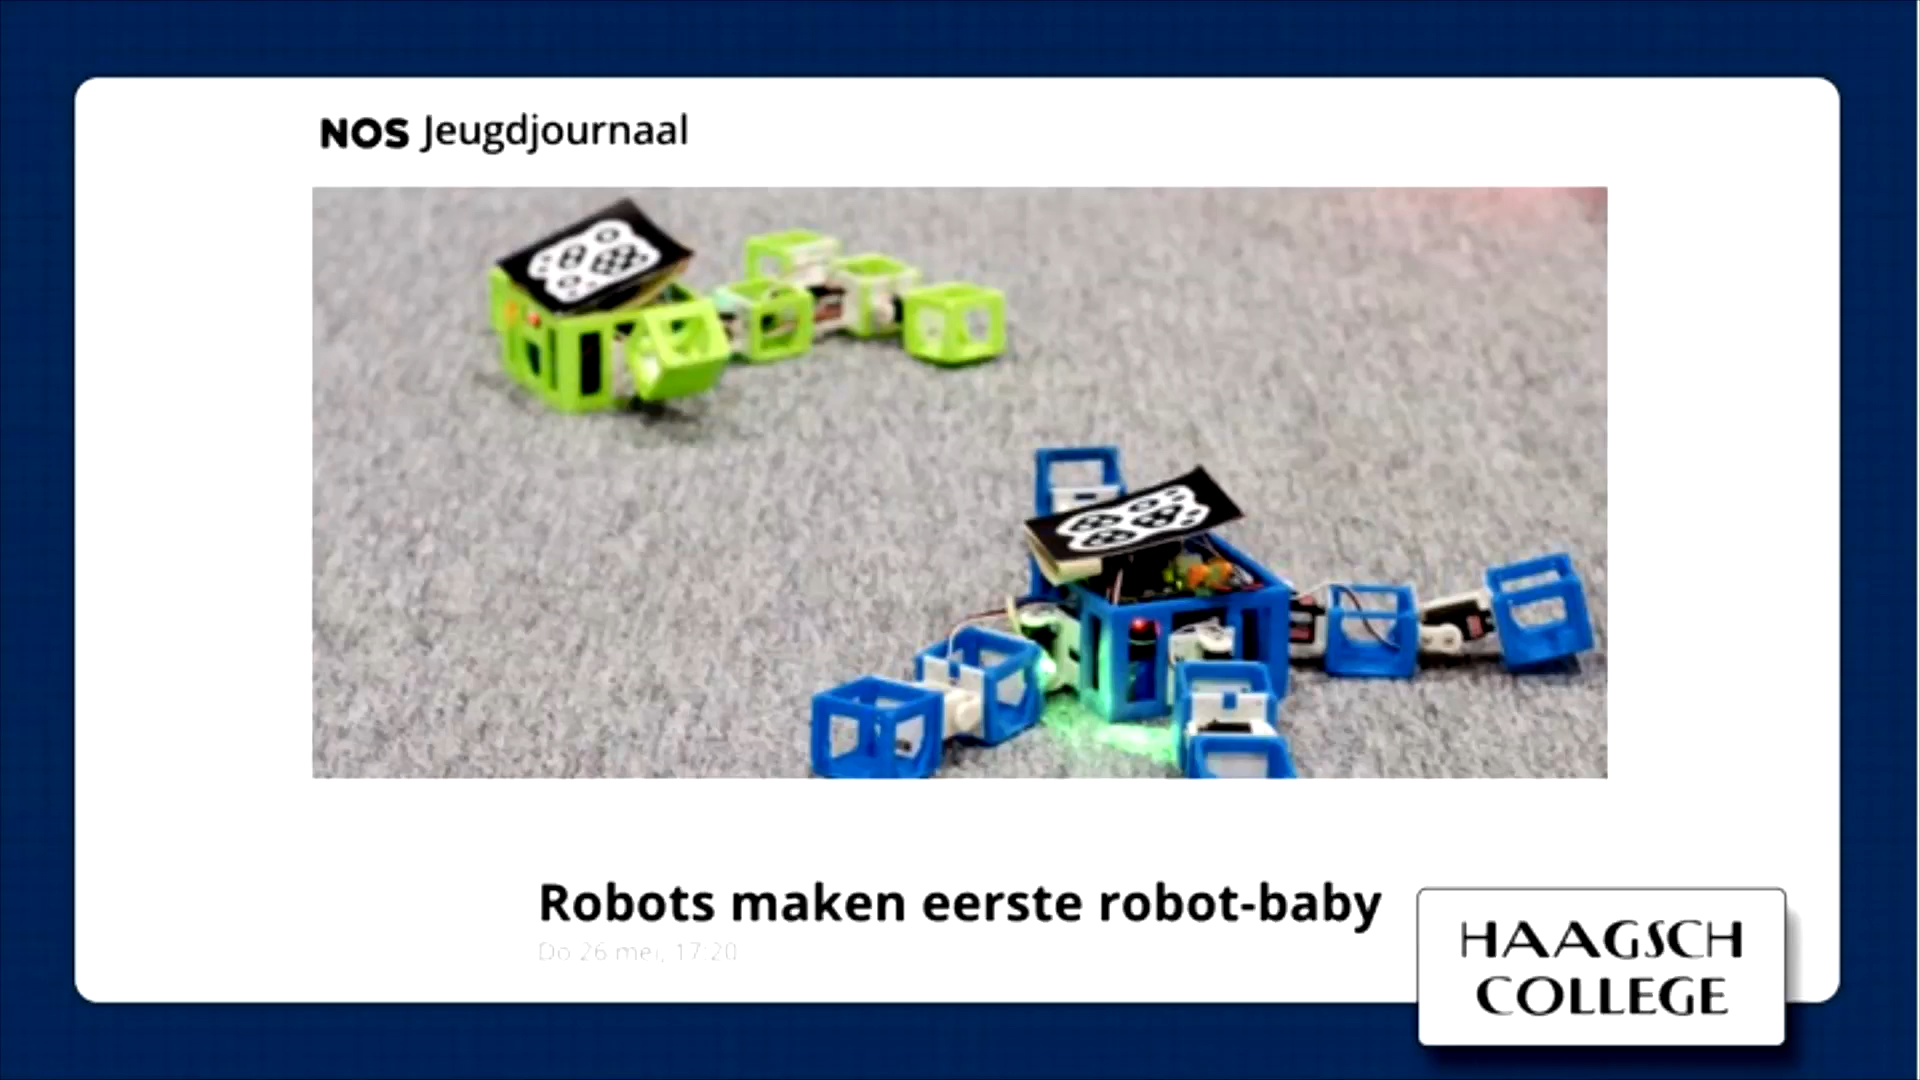 NOS Jeugdjournaal
Robots maken eerste robot-baby
Do 26 mei, 17:20
HAAGSCH
COLLEGE